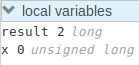 local variables
result 2 long
x 0 unsigned long